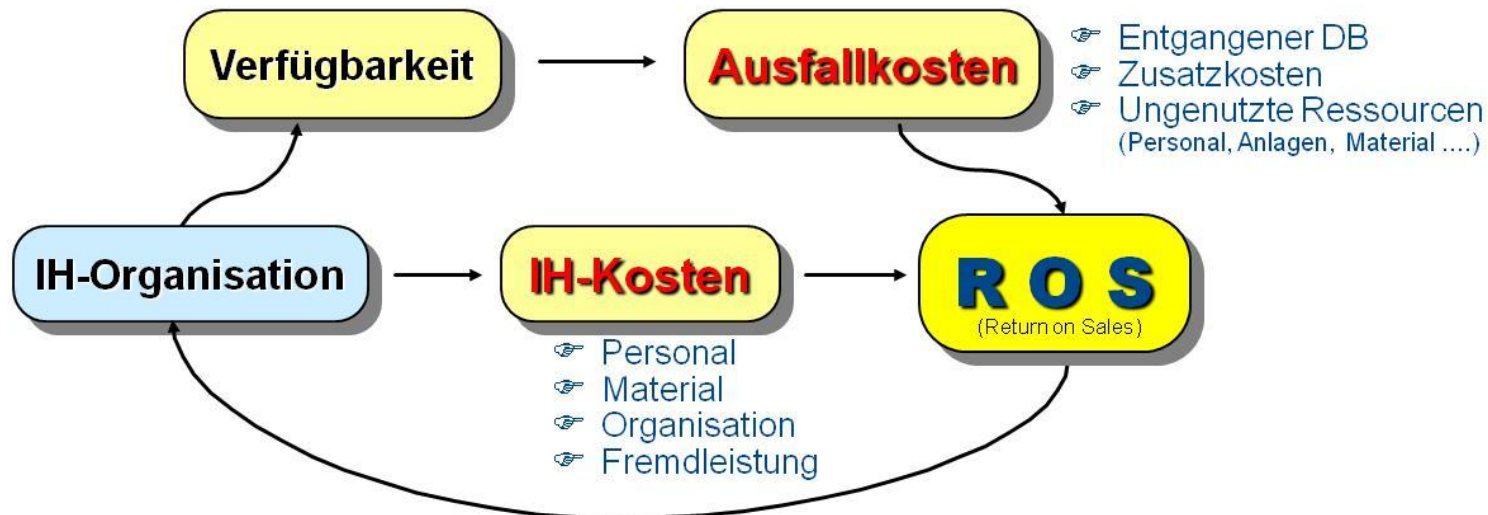 Verfügbarkeit
Ausfallkosten
Entgangener DB
Zusatzkosten
Ungenutzte Ressourcen
(Personal, Anlagen, Material ....)
IH-Organisation
IH-Kosten
R O S
(Return on Sales)
Personal
Material
Organisation
Fremdleistung